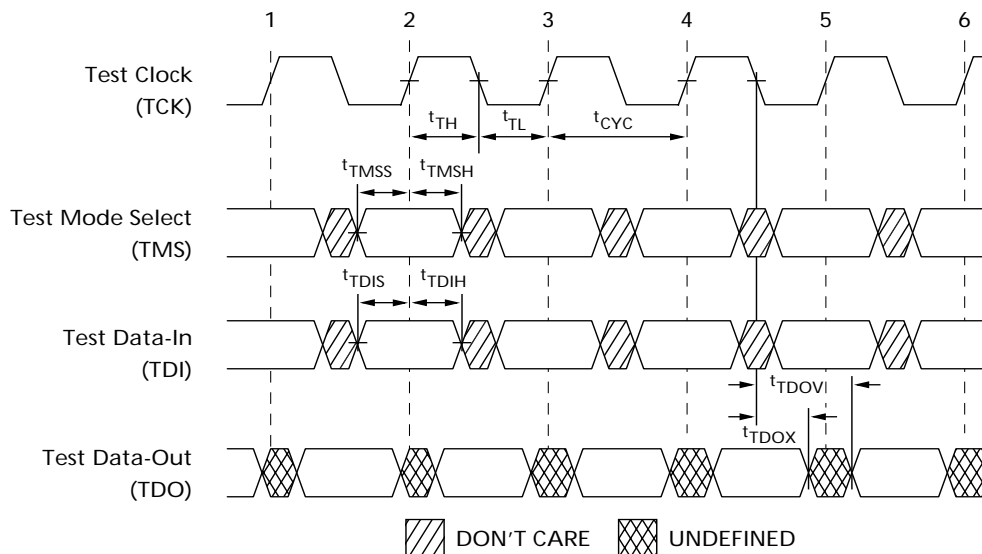 1 2 3 4 5 6
Test Clock
(TCK)
tTH tTL tCYC
tTMSS tTMSH
Test Mode Select
(TMS)
tTDIS tTDIH
Test Data-In
(TDI)
tTDOV
tTDOX
Test Data-Out
(TDO)
DON'T CARE UNDEFINED